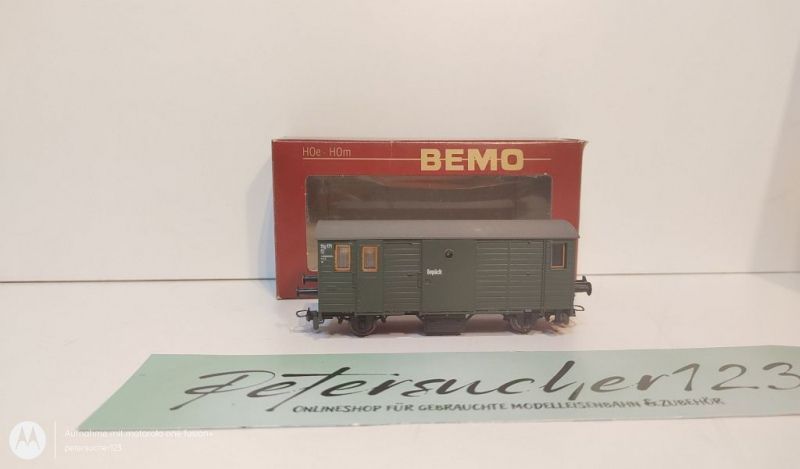 H0e - H0m
BEMO
Gepäck
Petersucher123
ONLINESHOP FÜR GEBRAUCHTE MODELLEISENBAHN & ZUBEHÖR
Aufnahme mit motorola one fusion+
petersucher123